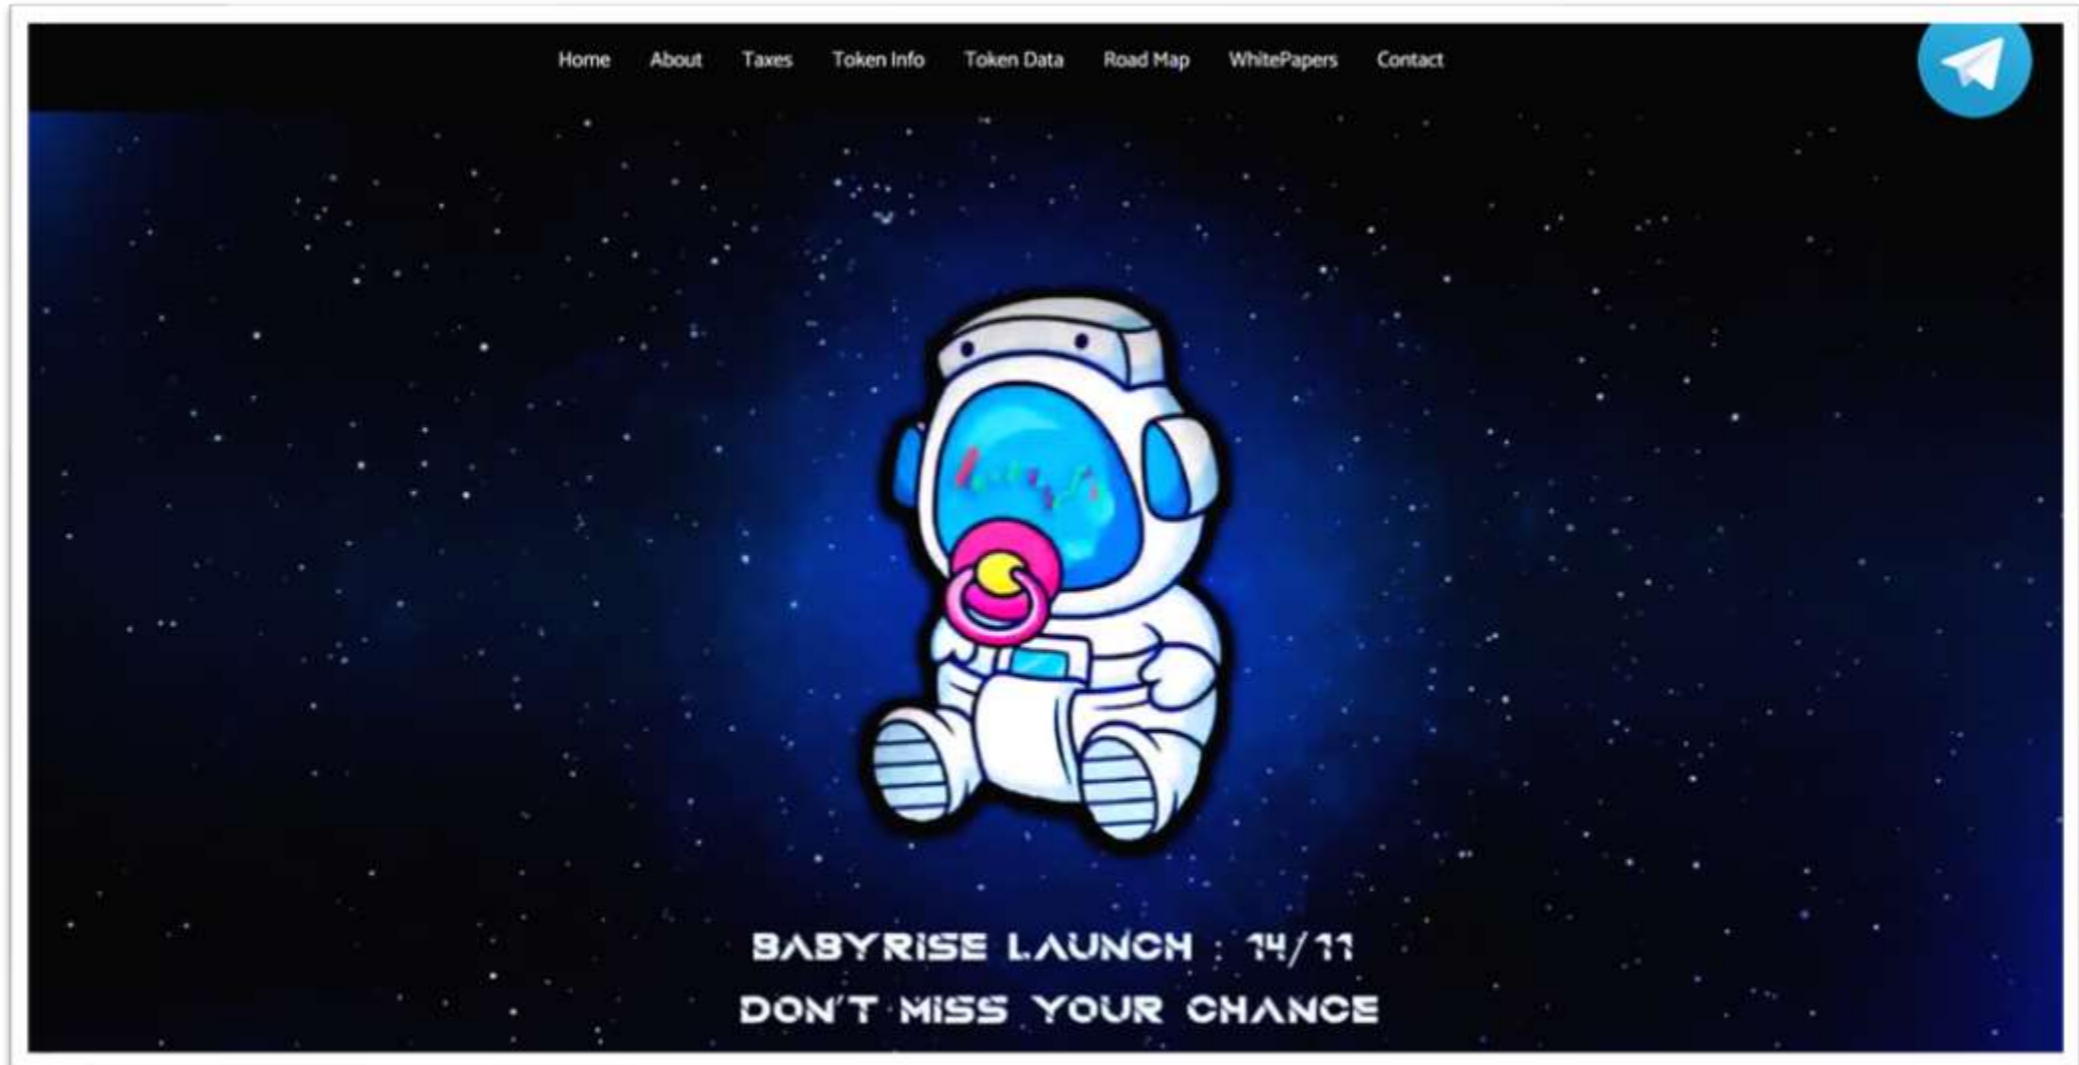 Home About Taxes Token Info Token Data Road Map WhitePapers Contact
BABYRiSE LAUNCH : 14/11
DON'T MiSS YOUR CHANCE